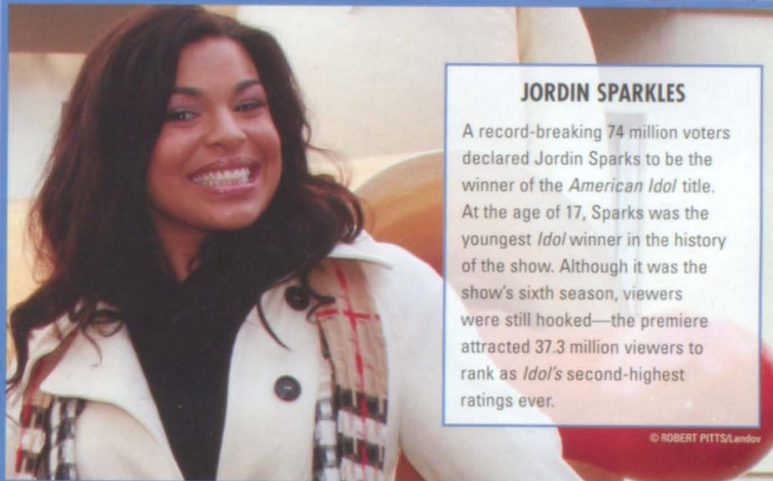 JORDIN SPARKLES
A record-breaking 74 million voters
declared Jordin Sparks to be the
winner of the American Idol title.
At the age of 17, Sparks was the
youngest Idol winner in the history
of the show. Although it was the
show's sixth season, viewers
were still hooked—the premiere
attracted 37.3 million viewers to
rank as Idol's second-highest
ratings ever.
© ROBERT PITTS/Landov